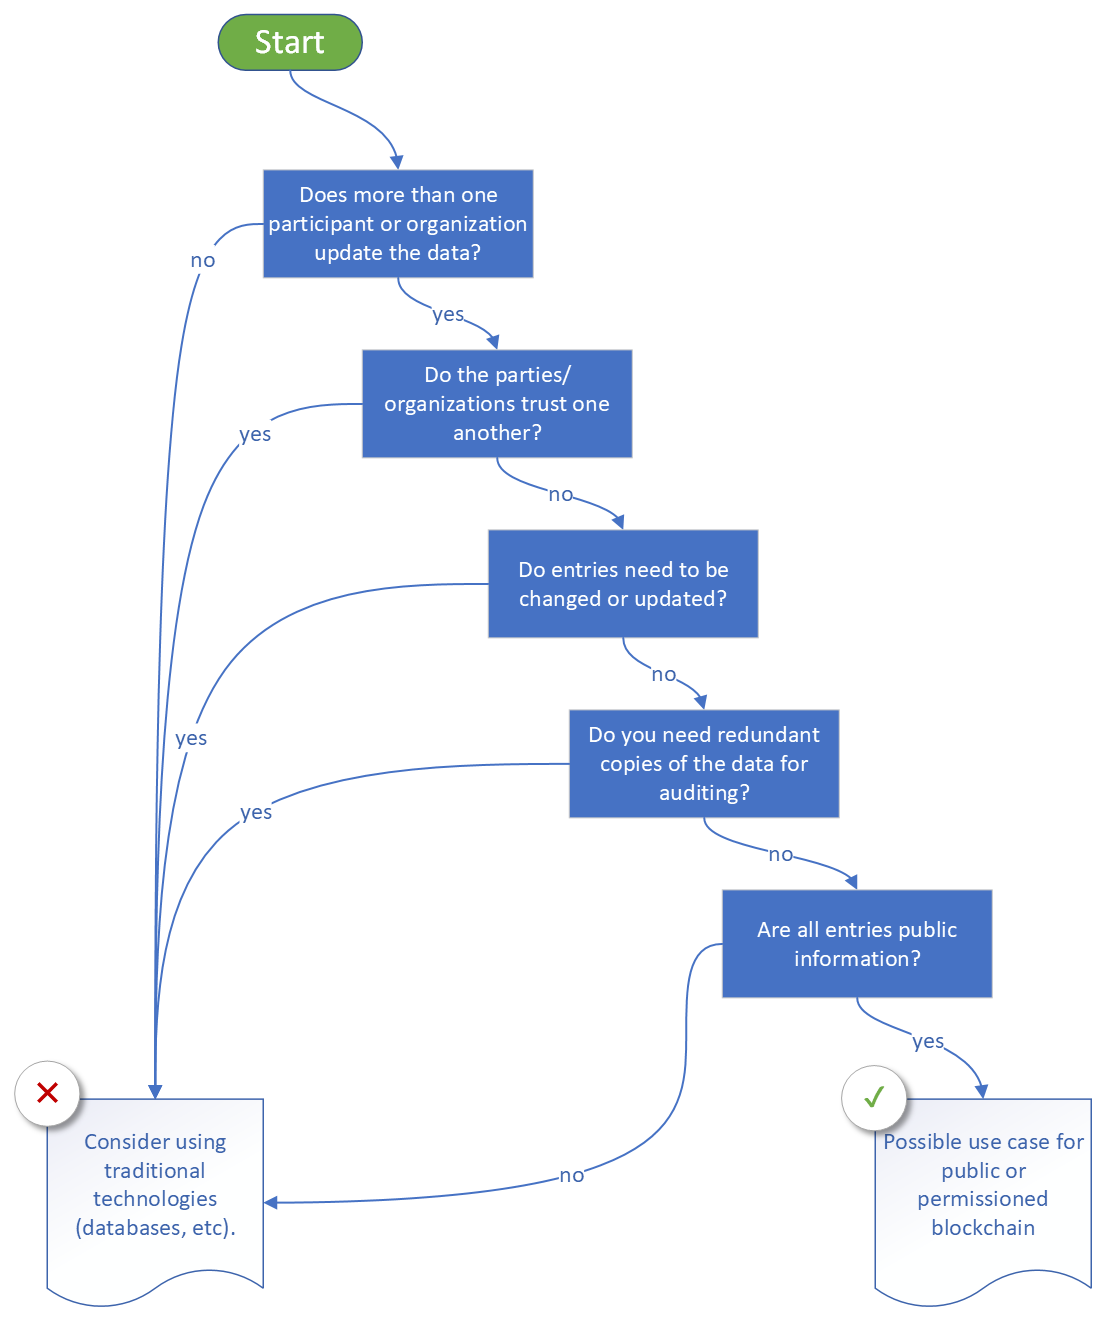 Start
Does more than one
participant or organization
update the data?
no
yes
Do the parties/
organizations trust one
another?
yes
no
Do entries need to be
changed or updated?
yes
no
Do you need redundant
copies of the data for
auditing?
yes
no
Are all entries public
information?
yes
no
Consider using
traditional
technologies
(databases, etc).
Possible use case for
public or
permissioned
blockchain